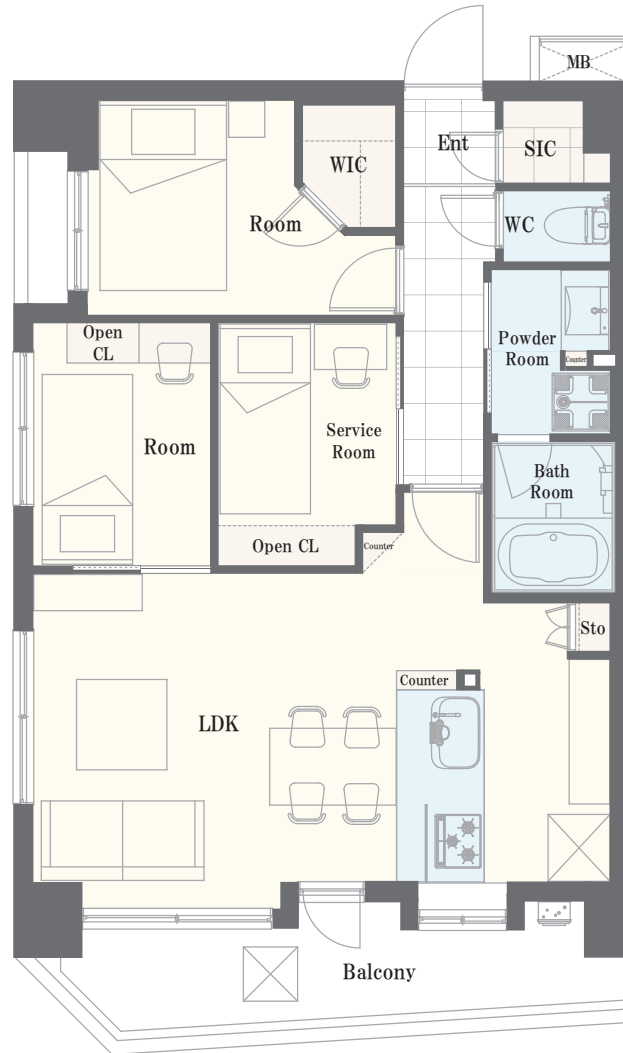 MB
Ent
SIC
WIC
Room
WC
Open
CL
Powder
Room
Counter
Room
Service
Room
Bath
Room
Open CL
Counter
Sto
Counter
LDK
Balcony